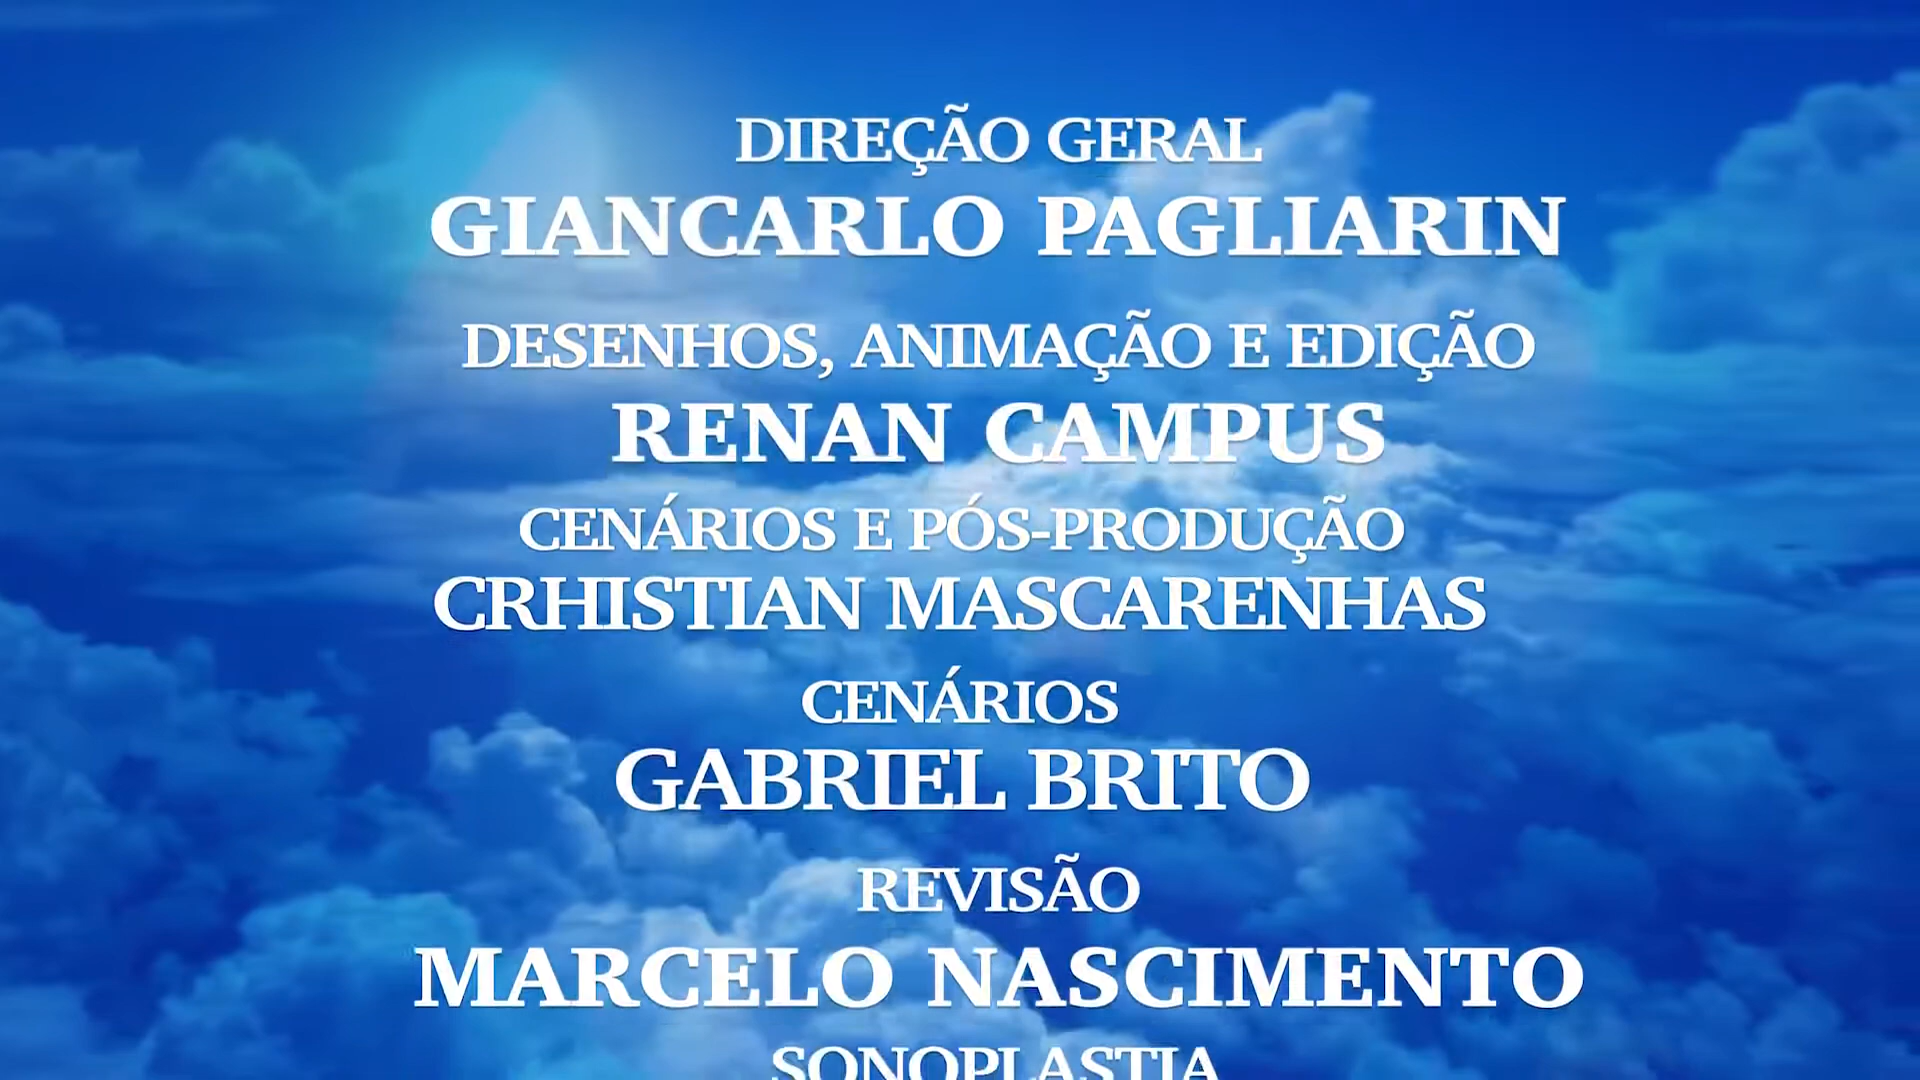 DIREÇÃO GERAL
GIANCARLO PAGLIARIN
DESENHOS, ANIMAÇÃO E EDIÇÃO
RENAN CAMPUS
CENÁRIOS E PÓS-PRODUÇÃO
CRHISTIAN MASCARENHAS
CENÁRIOS
GABRIEL BRITO
REVISÃO
MARCELO NASCIMENTO
SONOPLASTIA